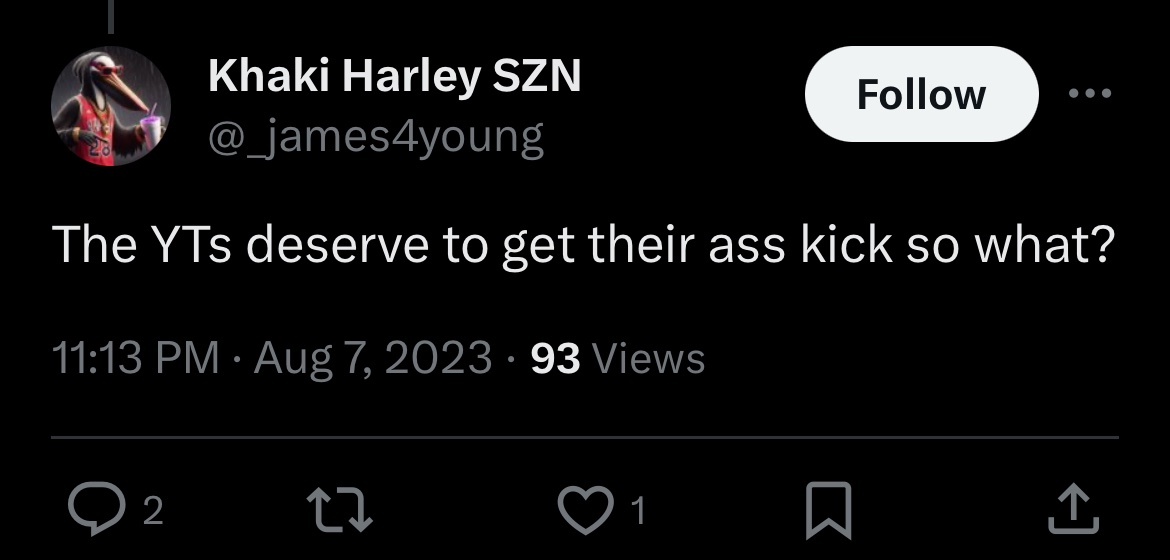 Khaki Harley SZN
Follow
@_james4young
The YTs deserve to get their ass kick so what?
11:13 PM · Aug 7, 2023 · 93 Views
2
1